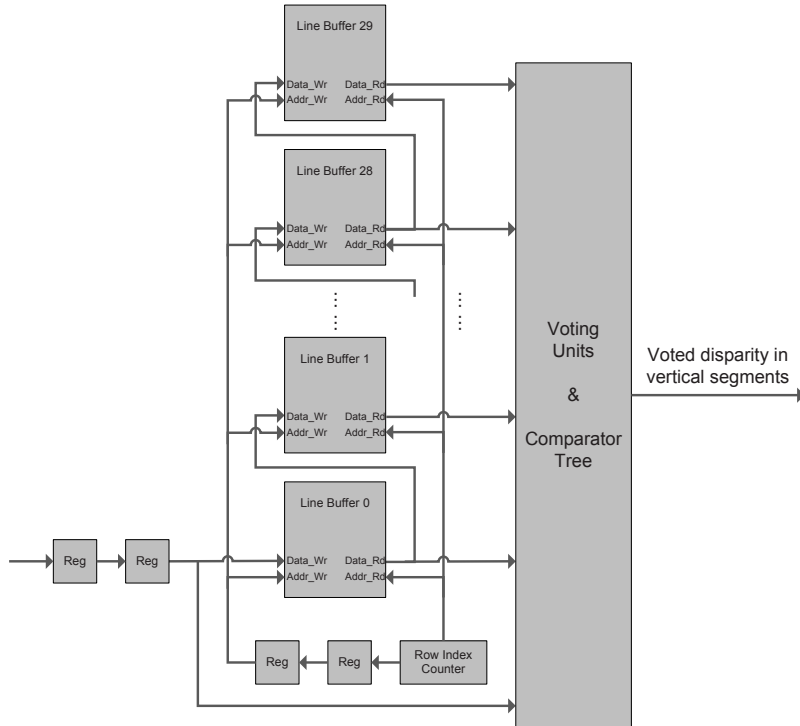 Line Buffer 29
Data_Wr Data_Rd
Addr_Wr Addr_Rd
Line Buffer 28
Data_Wr Data_Rd
Addr_Wr Addr_Rd
Line Buffer 1
Data_Wr Data_Rd
Addr_Wr Addr_Rd
Line Buffer 0
Data_Wr Data_Rd
Addr_Wr Addr_Rd
Reg
Reg
Reg
Reg
Row Index
Counter
Voting
Units
&
Comparator
Tree
Voted disparity in
vertical segments